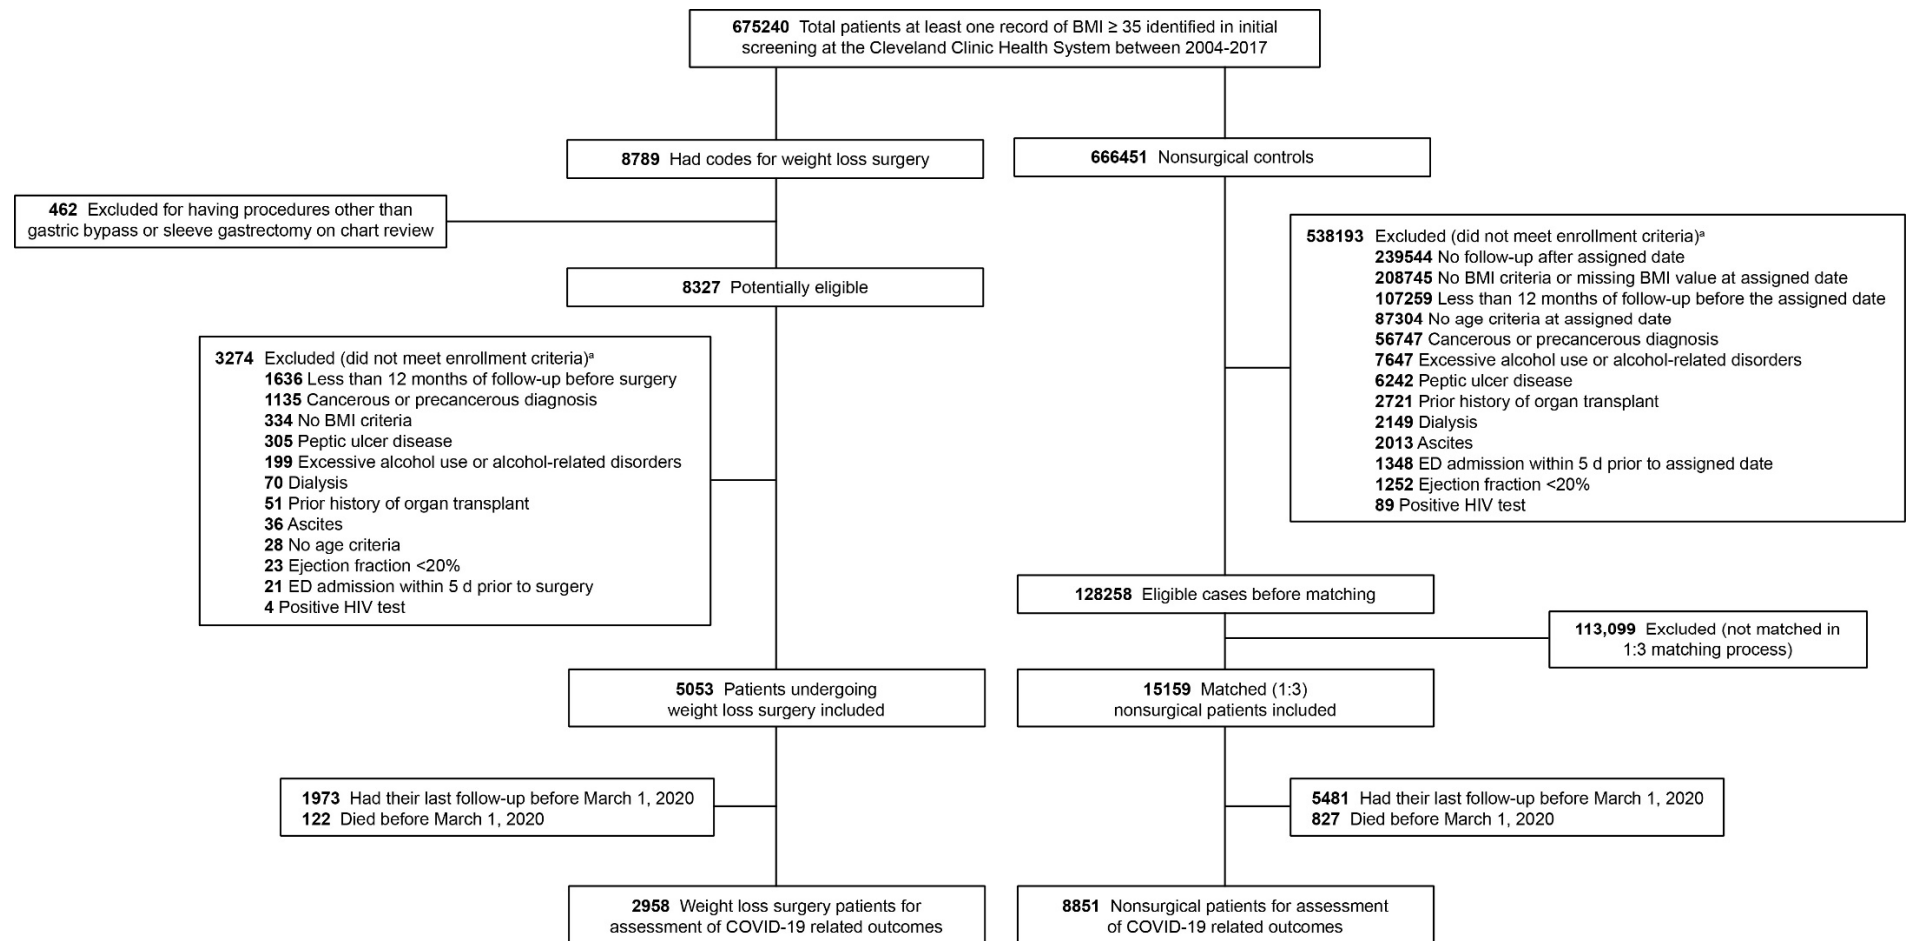 675240 Total patients at least one record of BMI ≥ 35 identified in initial
screening at the Cleveland Clinic Health System between 2004-2017
8789 Had codes for weight loss surgery
666451 Nonsurgical controls
462 Excluded for having procedures other than
gastric bypass or sleeve gastrectomy on chart review
538193 Excluded (did not meet enrollment criteria)ᵃ
239544 No follow-up after assigned date
208745 No BMI criteria or missing BMI value at assigned date
107259 Less than 12 months of follow-up before the assigned date
87304 No age criteria at assigned date
56747 Cancerous or precancerous diagnosis
7647 Excessive alcohol use or alcohol-related disorders
6242 Peptic ulcer disease
2721 Prior history of organ transplant
2149 Dialysis
2013 Ascites
1348 ED admission within 5 d prior to assigned date
1252 Ejection fraction <20%
89 Positive HIV test
8327 Potentially eligible
3274 Excluded (did not meet enrollment criteria)ᵃ
1636 Less than 12 months of follow-up before surgery
1135 Cancerous or precancerous diagnosis
334 No BMI criteria
305 Peptic ulcer disease
199 Excessive alcohol use or alcohol-related disorders
70 Dialysis
51 Prior history of organ transplant
36 Ascites
28 No age criteria
23 Ejection fraction <20%
21 ED admission within 5 d prior to surgery
4 Positive HIV test
128258 Eligible cases before matching
113,099 Excluded (not matched in
1:3 matching process)
5053 Patients undergoing
weight loss surgery included
15159 Matched (1:3)
nonsurgical patients included
1973 Had their last follow-up before March 1, 2020
122 Died before March 1, 2020
5481 Had their last follow-up before March 1, 2020
827 Died before March 1, 2020
2958 Weight loss surgery patients for
assessment of COVID-19 related outcomes
8851 Nonsurgical patients for assessment
of COVID-19 related outcomes